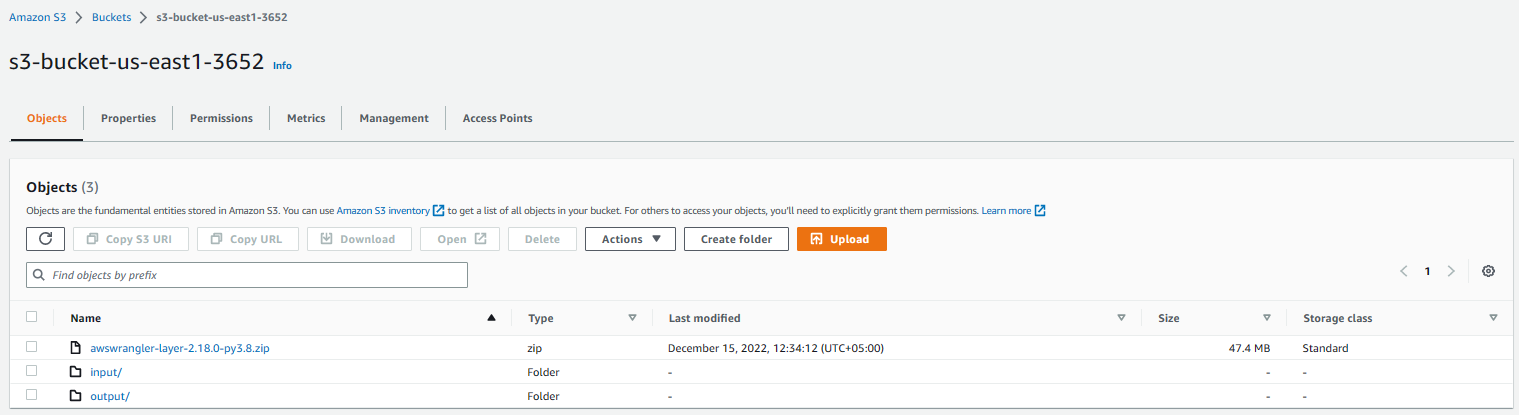 Amazon S3 > Buckets > s3-bucket-us-east1-3652
s3-bucket-us-east1-3652 Info
Objects Properties Permissions Metrics Management Access Points
Objects (3)
Objects are the fundamental entities stored in Amazon S3. You can use Amazon S3 inventory to get a list of all objects in your bucket. For others to access your objects, you'll need to explicitly grant them permissions. Learn more
Copy S3 URI Copy URL Download Open Delete Actions Create folder Upload
Find objects by prefix
< 1 >
Name Type Last modified Size Storage class
awswrangler-layer-2.18.0-py3.8.zip zip December 15, 2022, 12:34:12 (UTC+05:00) 47.4 MB Standard
input/ Folder - - -
output/ Folder - - -